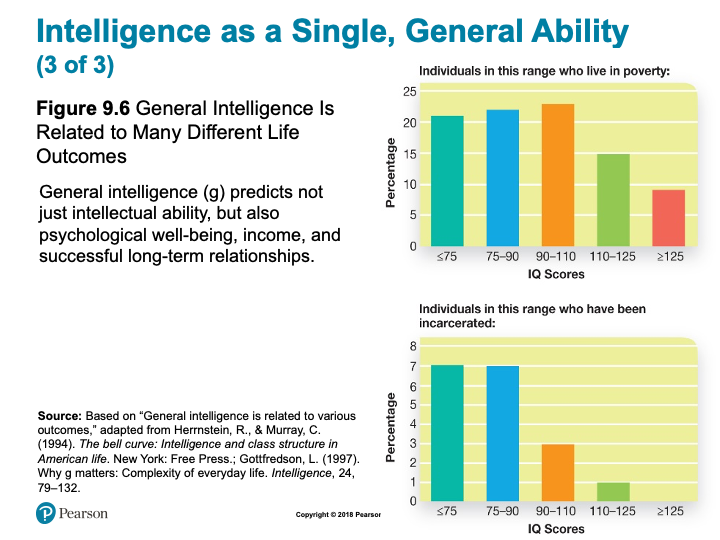 Intelligence as a Single, General Ability
(3 of 3)
Figure 9.6 General Intelligence Is
Related to Many Different Life
Outcomes
General intelligence (g) predicts not
just intellectual ability, but also
psychological well-being, income, and
successful long-term relationships.
Source: Based on “General intelligence is related to various
outcomes,” adapted from Herrnstein, R., & Murray, C.
(1994). The bell curve: Intelligence and class structure in
American life. New York: Free Press.; Gottfredson, L. (1997).
Why g matters: Complexity of everyday life. Intelligence, 24,
79–132.
P Pearson
Copyright © 2018 Pearson
Individuals in this range who live in poverty:
Percentage
25
20
15
10
5
0
≤75 75–90 90–110 110–125 ≥125
IQ Scores
Individuals in this range who have been
incarcerated:
Percentage
8
7
6
5
4
3
2
1
0
≤75 75–90 90–110 110–125 ≥125
IQ Scores